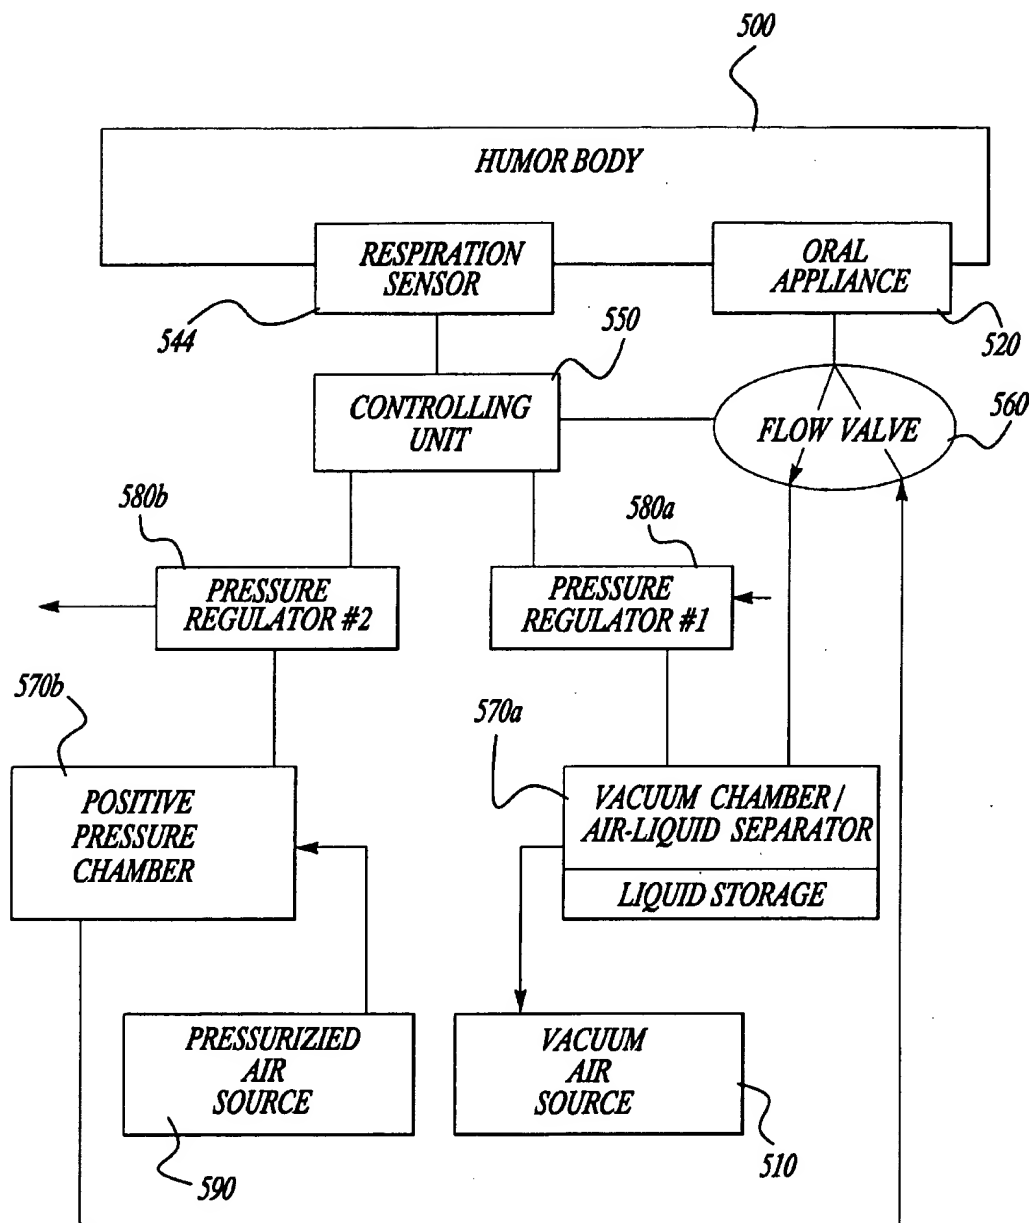 500
HUMOR BODY
RESPIRATION
SENSOR
ORAL
APPLIANCE
544
550
520
CONTROLLING
UNIT
FLOW VALVE
560
580b
580a
PRESSURE
REGULATOR #2
PRESSURE
REGULATOR #1
570b
570a
POSITIVE
PRESSURE
CHAMBER
VACUUM CHAMBER/
AIR-LIQUID SEPARATOR
LIQUID STORAGE
PRESSURIZIED
AIR
SOURCE
VACUUM
AIR
SOURCE
590
510